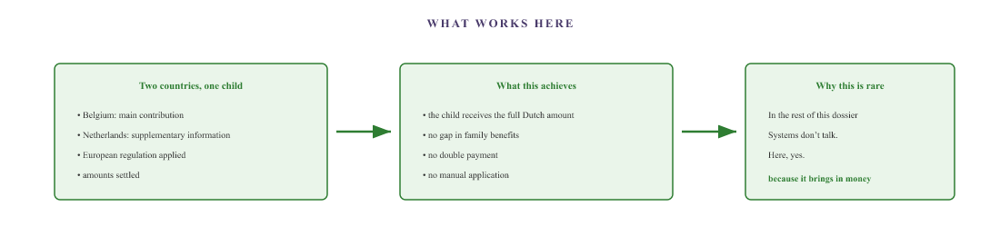 WHAT WORKS HERE
Two countries, one child
• Belgium: main contribution
• Netherlands: supplementary information
• European regulation applied
• amounts settled
What this achieves
• the child receives the full Dutch amount
• no gap in family benefits
• no double payment
• no manual application
Why this is rare
In the rest of this dossier
Systems don’t talk.
Here, yes.
because it brings in money